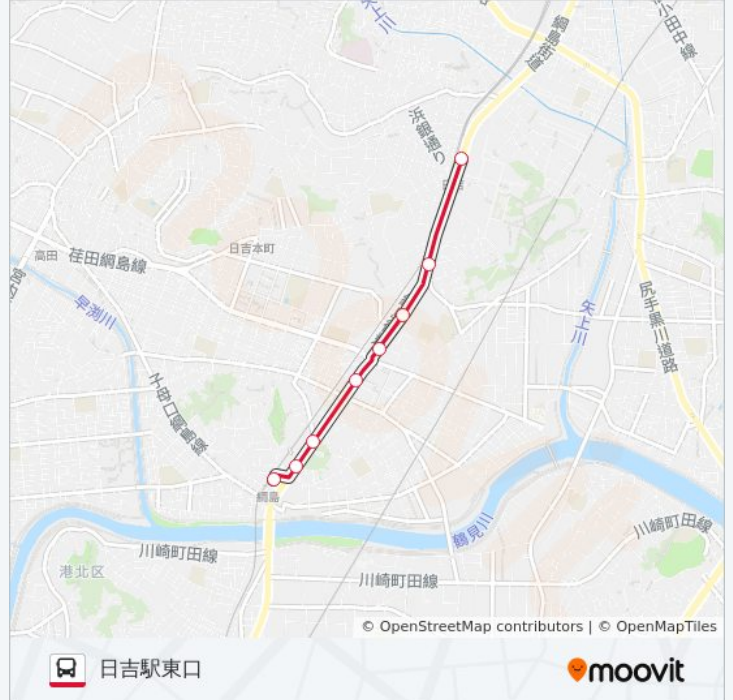 矢上川
綱島街道
小田中線
浜銀通り
日吉本町
高田
荏田綱島線
早渕川
矢上川
尻手黒川道路
子母口綱島線
綱島
鶴見川
川崎町田線
川崎町田線
川崎町田線
港北区
© OpenStreetMap contributors | © OpenMapTiles
日吉駅東口
moovit